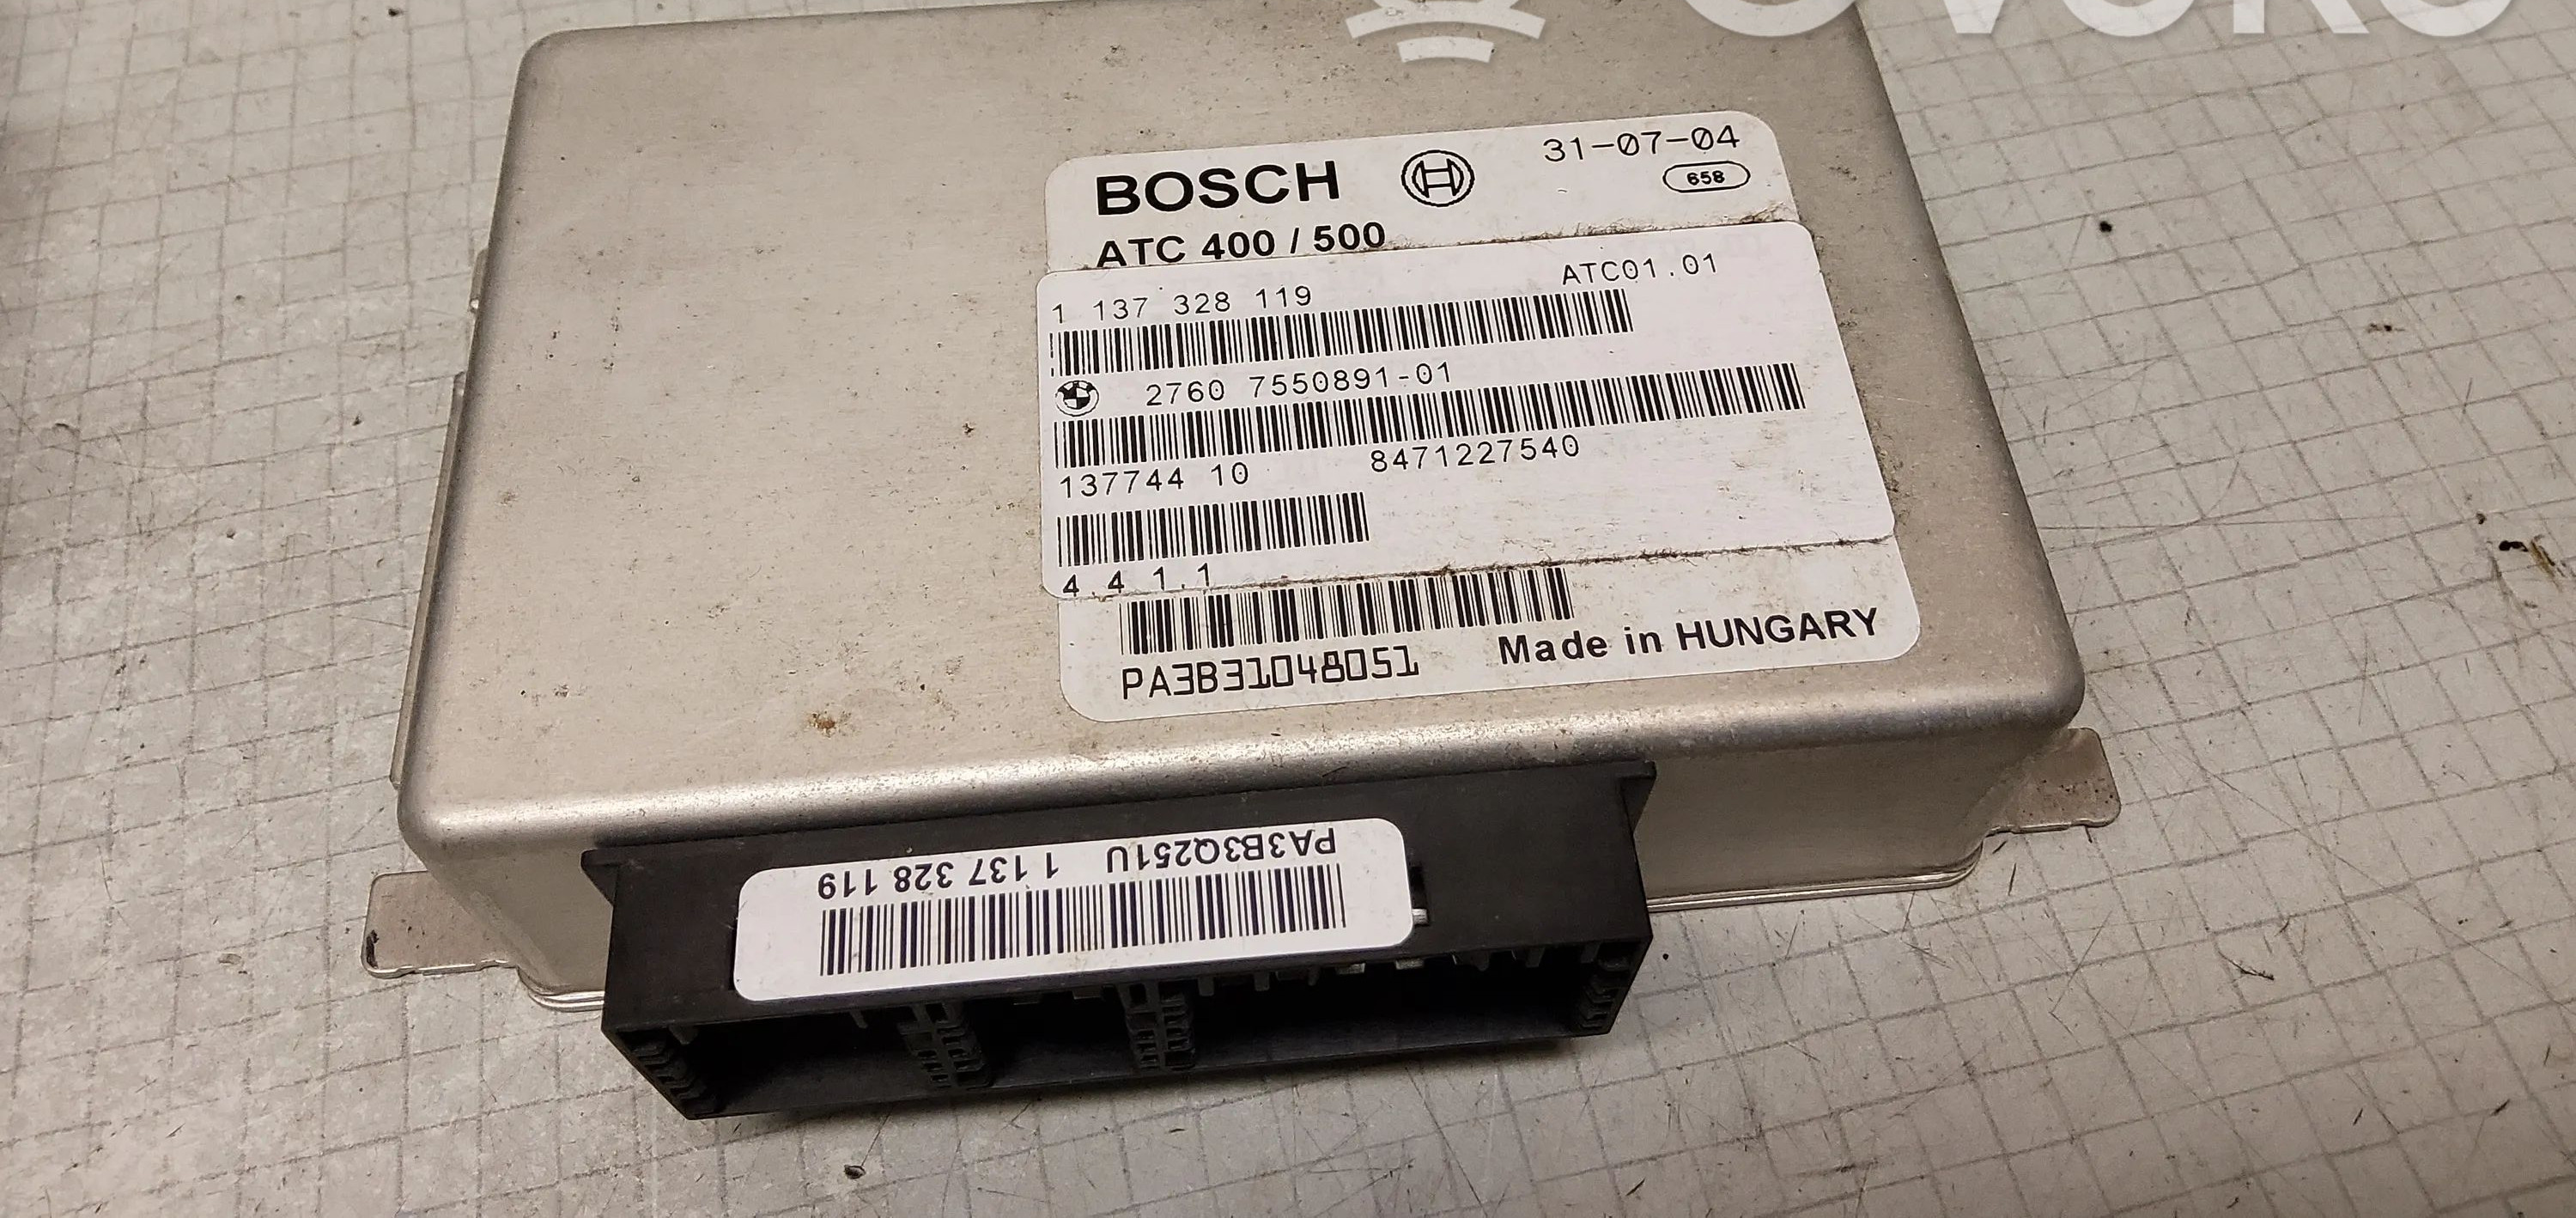 BOSCH
31-07-04
658
ATC 400 / 500
ATC01.01
1 137 328 119
2760 7550891-01
137744 10 8471227540
4 4 1.1
PA3B31048051
Made in HUNGARY
PA3B3Q251U 1 137 328 119